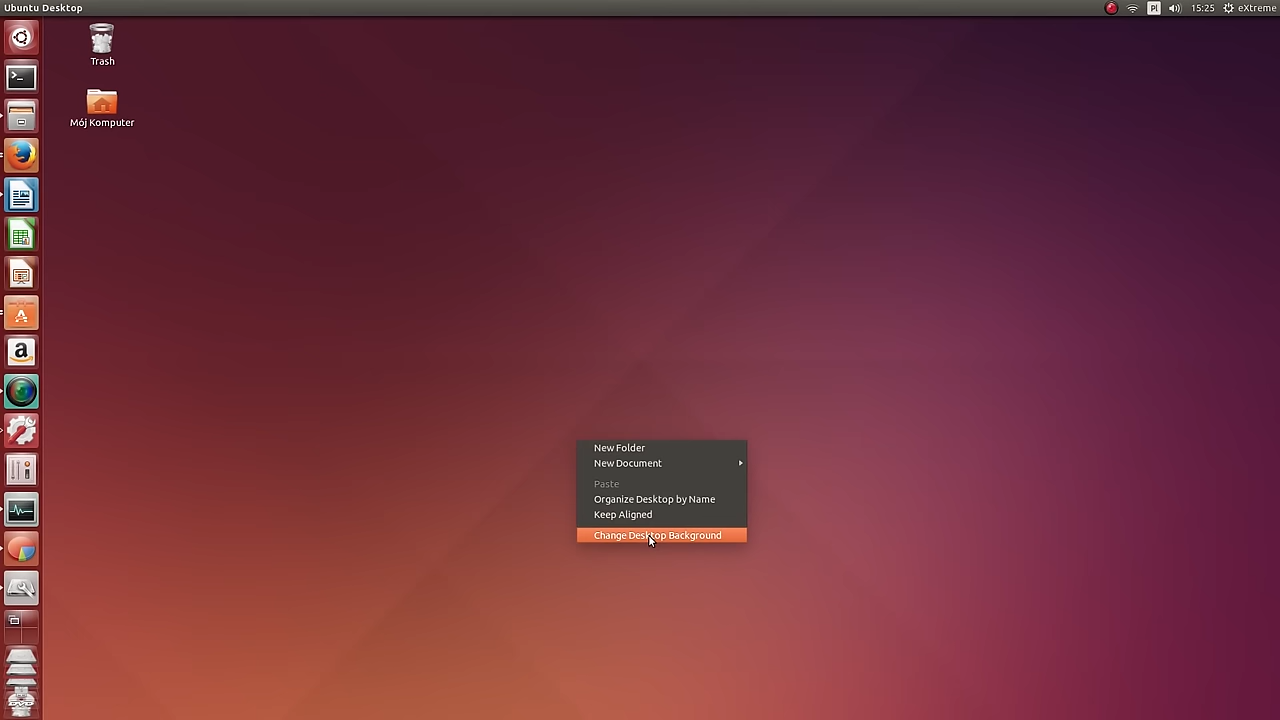 Ubuntu Desktop
Pl
15:25
eXtreme
Trash
Mój Komputer
a
New Folder
New Document
Paste
Organize Desktop by Name
Keep Aligned
Change Desktop Background